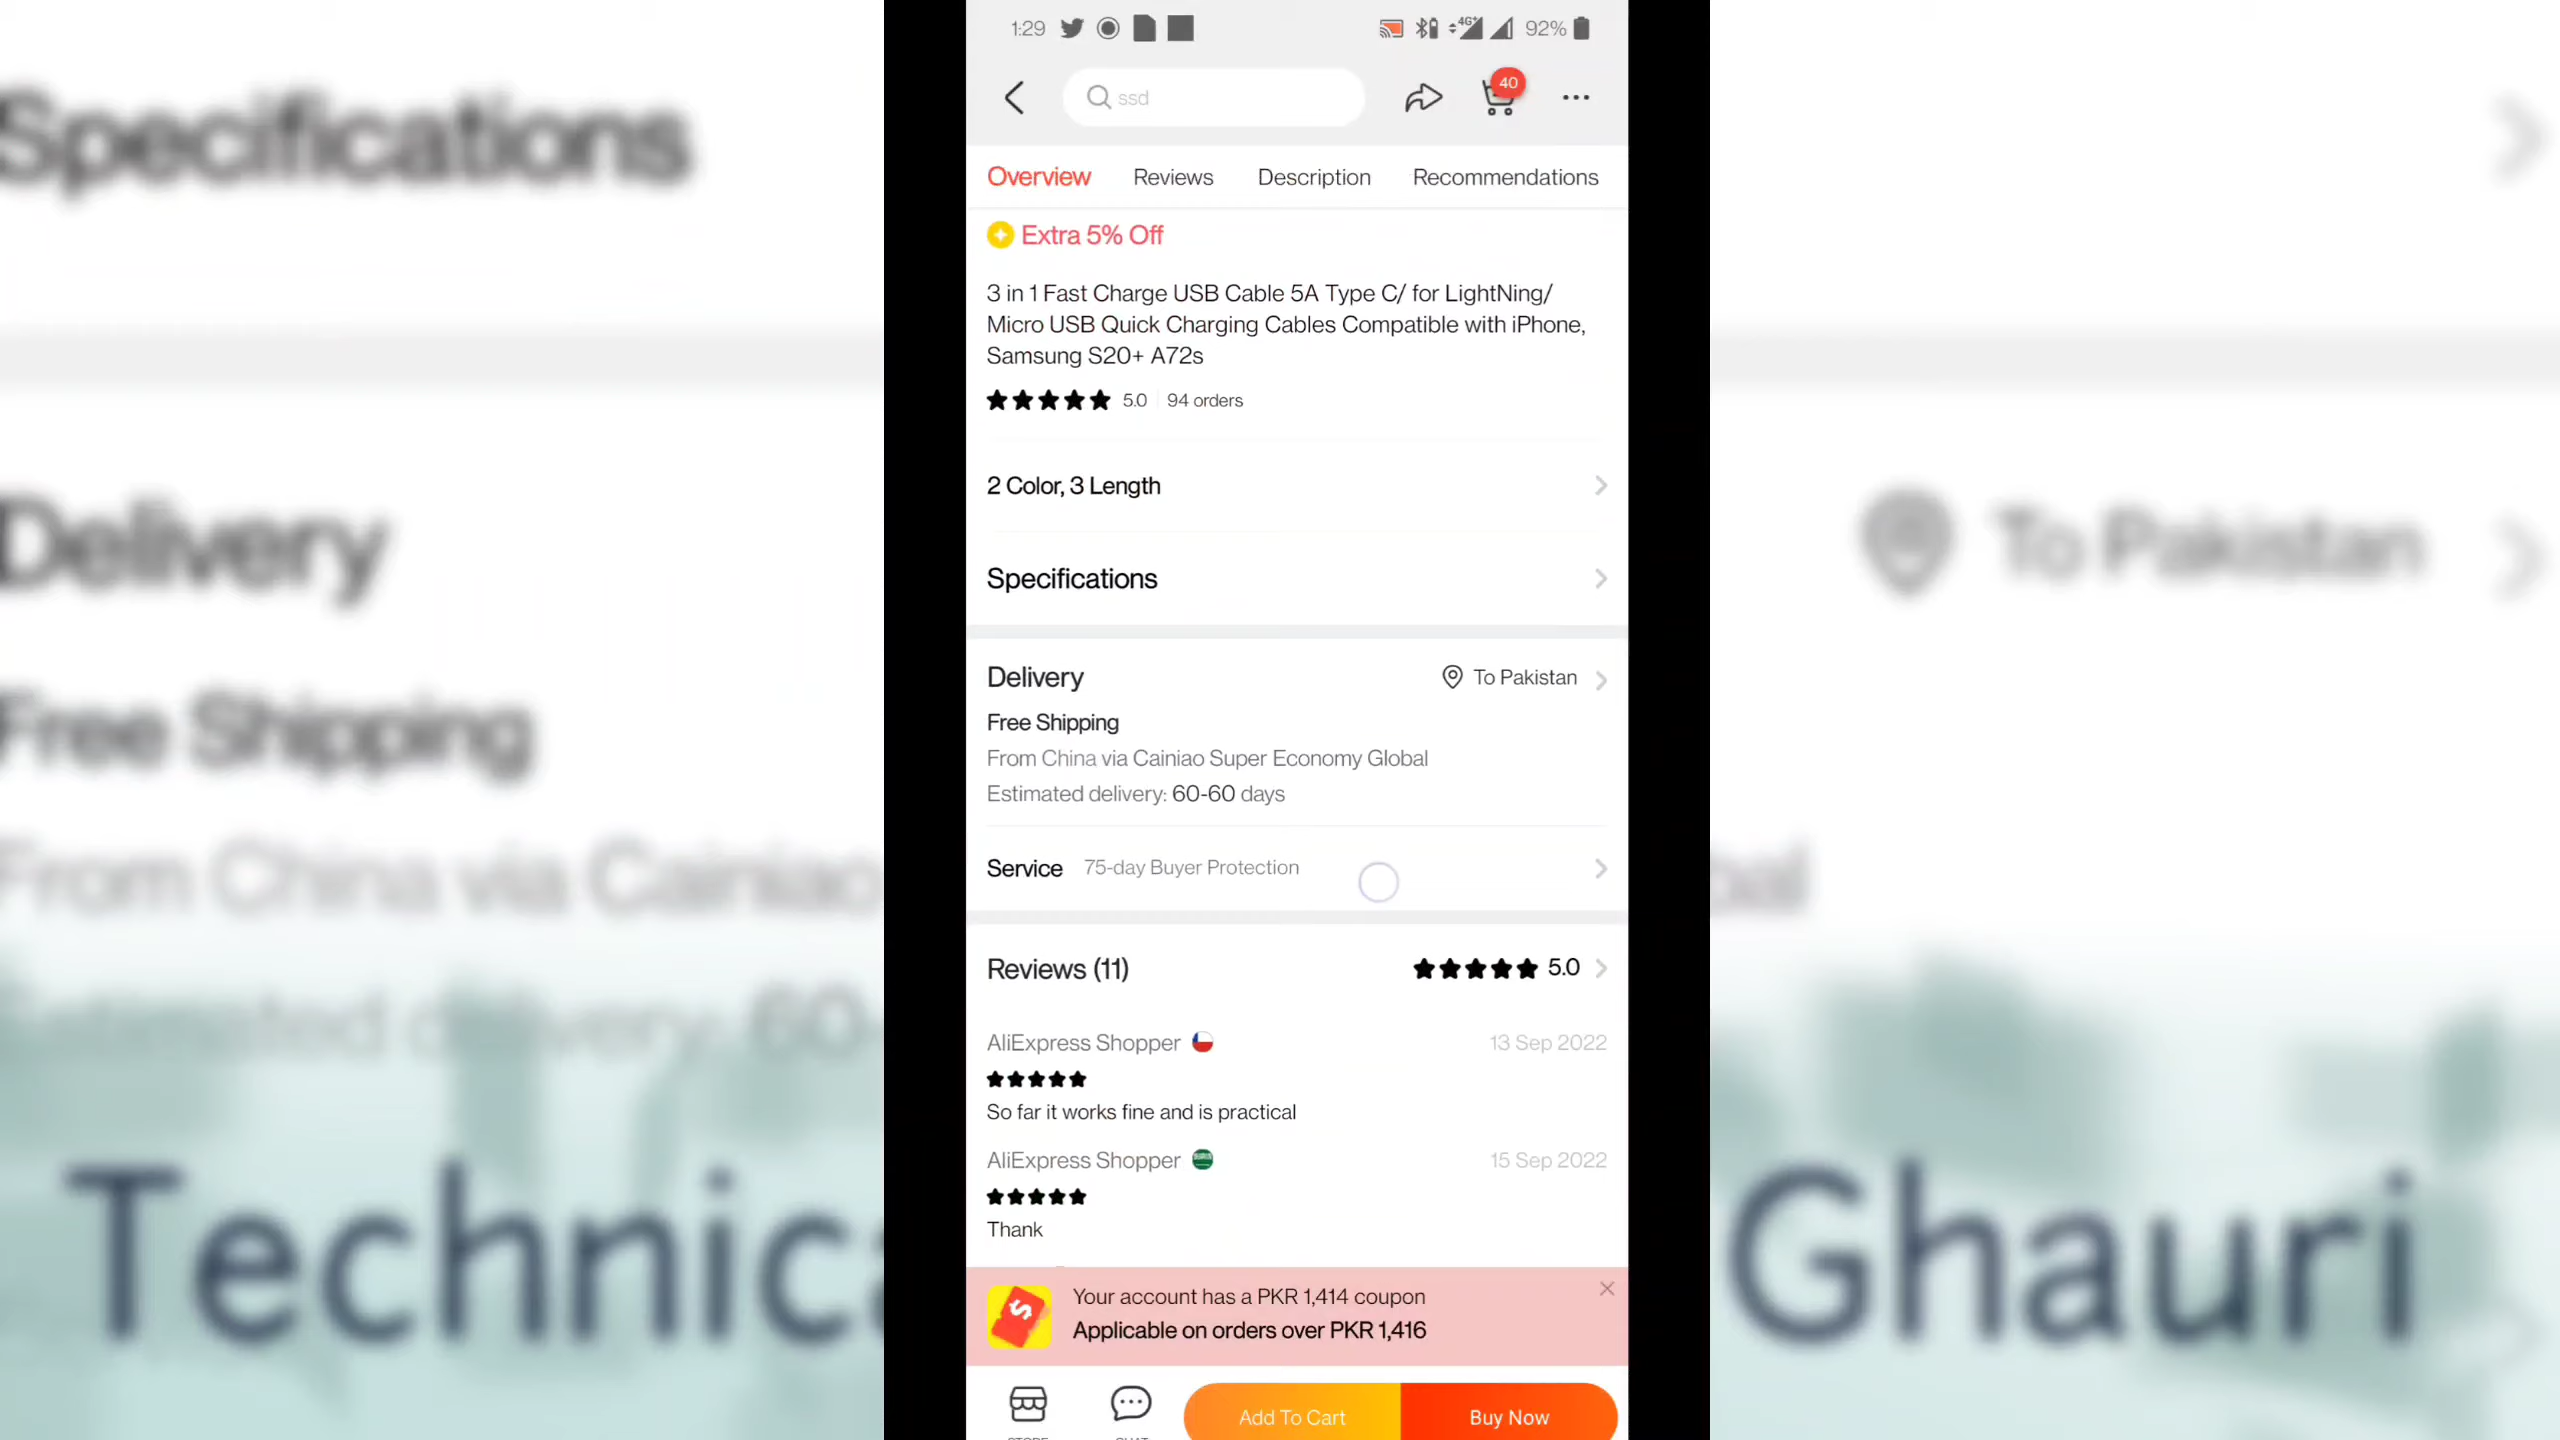 1:29
4G+
92%
ssd
40
Overview
Reviews
Description
Recommendations
Extra 5% Off
3 in 1 Fast Charge USB Cable 5A Type C/ for LightNing/
Micro USB Quick Charging Cables Compatible with iPhone,
Samsung S20+ A72s
5.0
94 orders
2 Color, 3 Length
Specifications
Delivery
To Pakistan
Free Shipping
From China via Cainiao Super Economy Global
Estimated delivery: 60-60 days
Service
75-day Buyer Protection
Reviews (11)
5.0
AliExpress Shopper
13 Sep 2022
So far it works fine and is practical
AliExpress Shopper
15 Sep 2022
Thank
Your account has a PKR 1,414 coupon
Applicable on orders over PKR 1,416
Add To Cart
Buy Now
Specifications
Delivery
To Pakistan
Free Shipping
From China via Cainiao
Ghauri